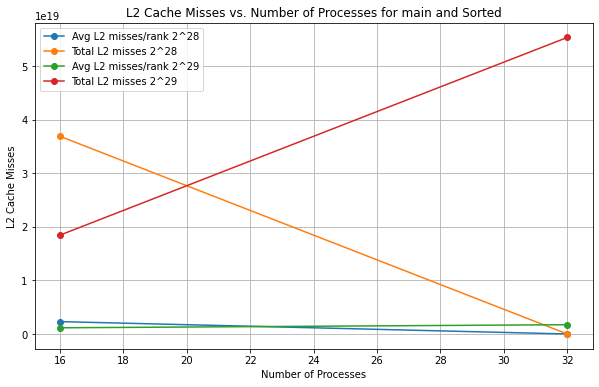 L2 Cache Misses vs. Number of Processes for main and Sorted
1e19
Avg L2 misses/rank 2^28
Total L2 misses 2^28
Avg L2 misses/rank 2^29
Total L2 misses 2^29
5
4
3
2
1
0
L2 Cache Misses
16 18 20 22 24 26 28 30 32
Number of Processes